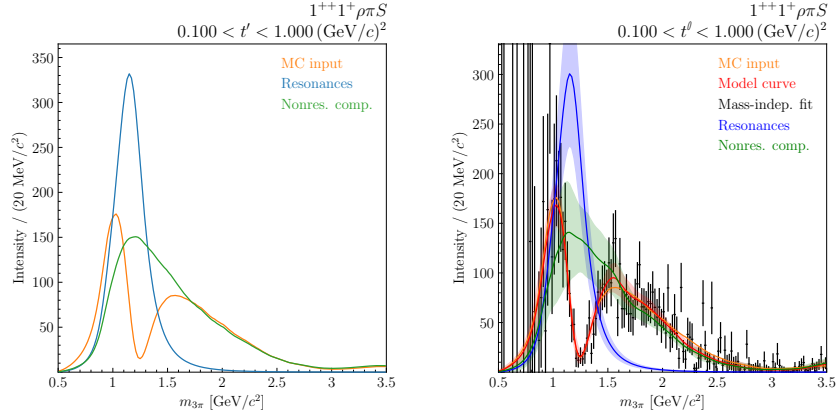 1⁺⁺1⁺ρπS
0.100 < t′ < 1.000 (GeV/c)²
MC input
Resonances
Nonres. comp.
Intensity / (20 MeV/c²)
350
300
250
200
150
100
50
0.5 1 1.5 2 2.5 3 3.5
m₃π [GeV/c²]
1⁺⁺1⁺ρπS
0.100 < t⁰ < 1.000 (GeV/c)²
MC input
Model curve
Mass-indep. fit
Resonances
Nonres. comp.
Intensity / (20 MeV/c²)
300
250
200
150
100
50
0.5 1 1.5 2 2.5 3 3.5
m₃π [GeV/c²]